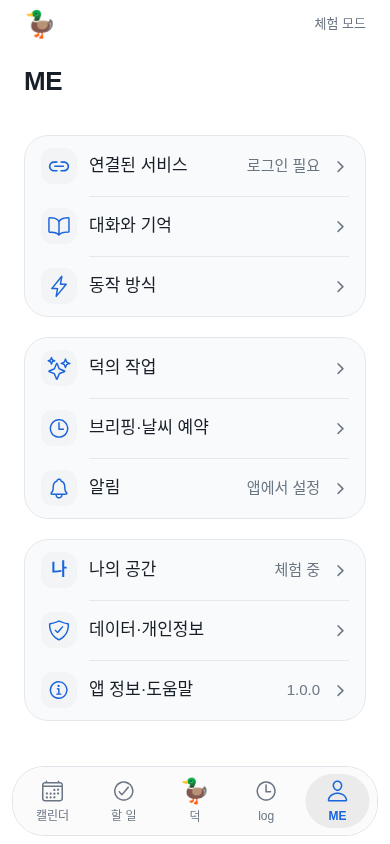 체험 모드
ME
연결된 서비스 로그인 필요
대화와 기억
동작 방식
덕의 작업
브리핑·날씨 예약
알림 앱에서 설정
나 나의 공간 체험 중
데이터·개인정보
앱 정보·도움말 1.0.0
캘린더 할 일 덕 log ME